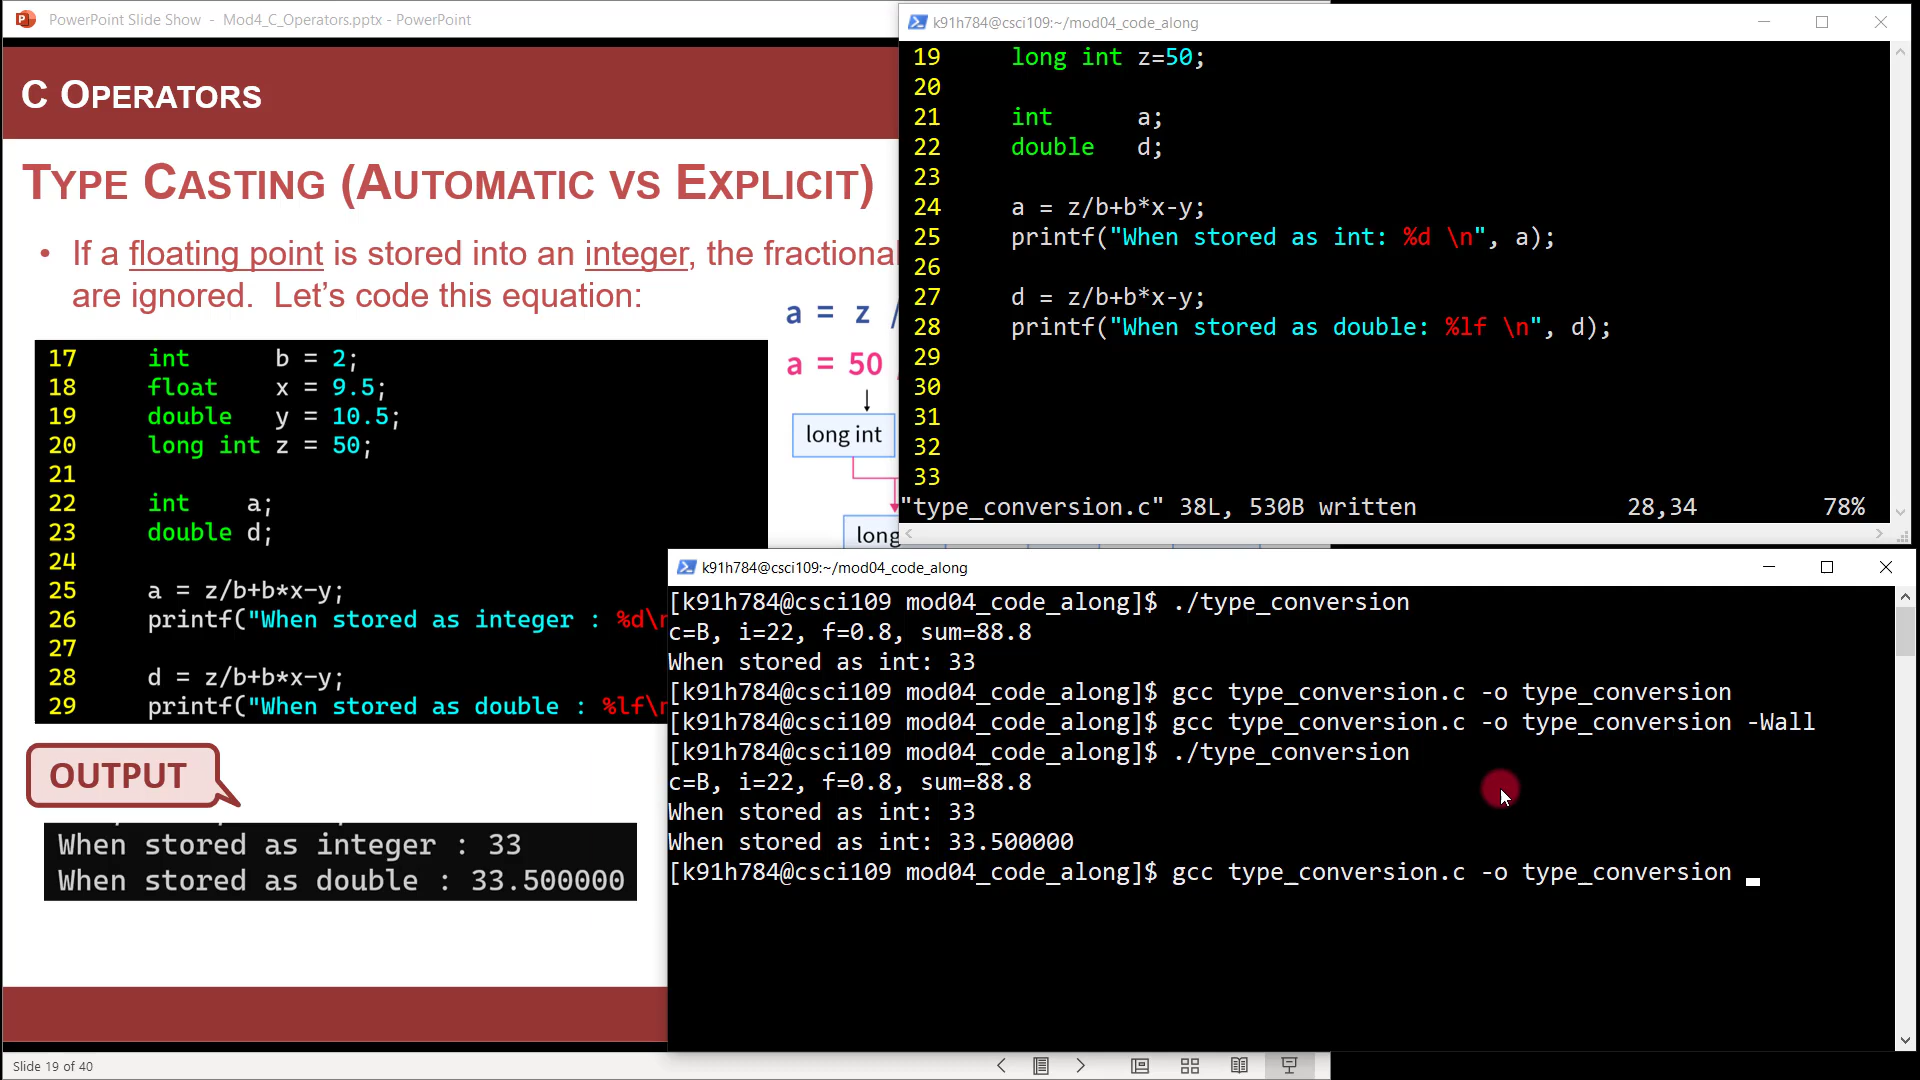 PowerPoint Slide Show - Mod4_C_Operators.pptx - PowerPoint
C OPERATORS
TYPE CASTING (AUTOMATIC VS EXPLICIT)
• If a floating point is stored into an integer, the fractional
are ignored. Let's code this equation:
a = z /
a = 50
long int
long
17 int b = 2;
18 float x = 9.5;
19 double y = 10.5;
20 long int z = 50;
21
22 int a;
23 double d;
24
25 a = z/b+b*x-y;
26 printf("When stored as integer : %d\n
27
28 d = z/b+b*x-y;
29 printf("When stored as double : %lf\n
OUTPUT
When stored as integer : 33
When stored as double : 33.500000
Slide 19 of 40
k91h784@csci109:~/mod04_code_along
19 long int z=50;
20
21 int a;
22 double d;
23
24 a = z/b+b*x-y;
25 printf("When stored as int: %d \n", a);
26
27 d = z/b+b*x-y;
28 printf("When stored as double: %lf \n", d);
29
30
31
32
33
"type_conversion.c" 38L, 530B written 28,34 78%
k91h784@csci109:~/mod04_code_along
[k91h784@csci109 mod04_code_along]$ ./type_conversion
c=B, i=22, f=0.8, sum=88.8
When stored as int: 33
[k91h784@csci109 mod04_code_along]$ gcc type_conversion.c -o type_conversion
[k91h784@csci109 mod04_code_along]$ gcc type_conversion.c -o type_conversion -Wall
[k91h784@csci109 mod04_code_along]$ ./type_conversion
c=B, i=22, f=0.8, sum=88.8
When stored as int: 33
When stored as int: 33.500000
[k91h784@csci109 mod04_code_along]$ gcc type_conversion.c -o type_conversion